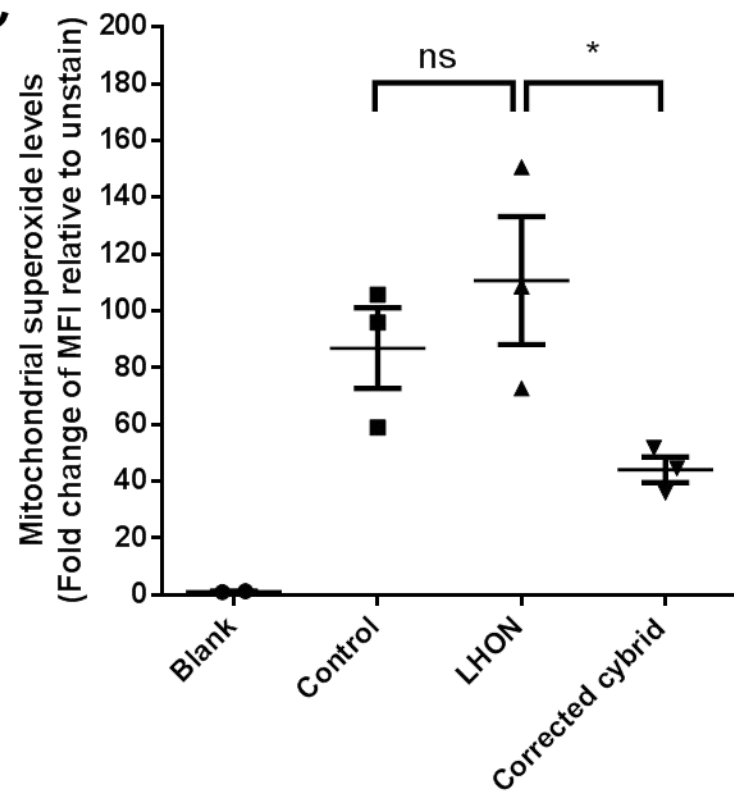 Mitochondrial superoxide levels
(Fold change of MFI relative to unstain)
200
180
160
140
120
100
80
60
40
20
0
ns
*
Blank
Control
LHON
Corrected cybrid